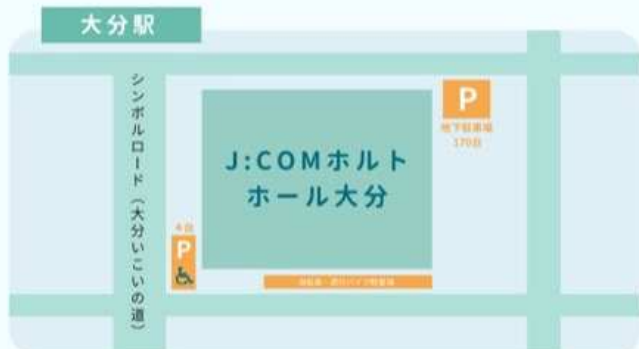 大分駅
シンボルロード（大分いこいの道）
J:COMホルト
ホール大分
P
地下駐車場
170台
4台
P